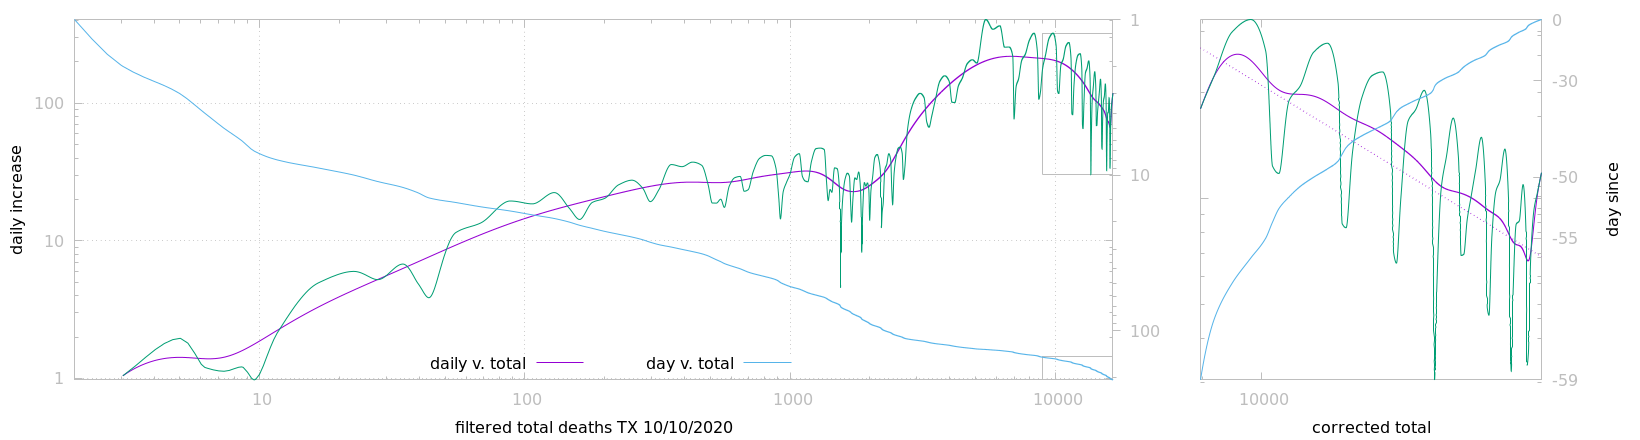 daily increase
100
10
1
daily v. total
day v. total
10
100
1000
10000
filtered total deaths TX 10/10/2020
1
10
100
10000
corrected total
0
-30
-50
-55
-59
day since